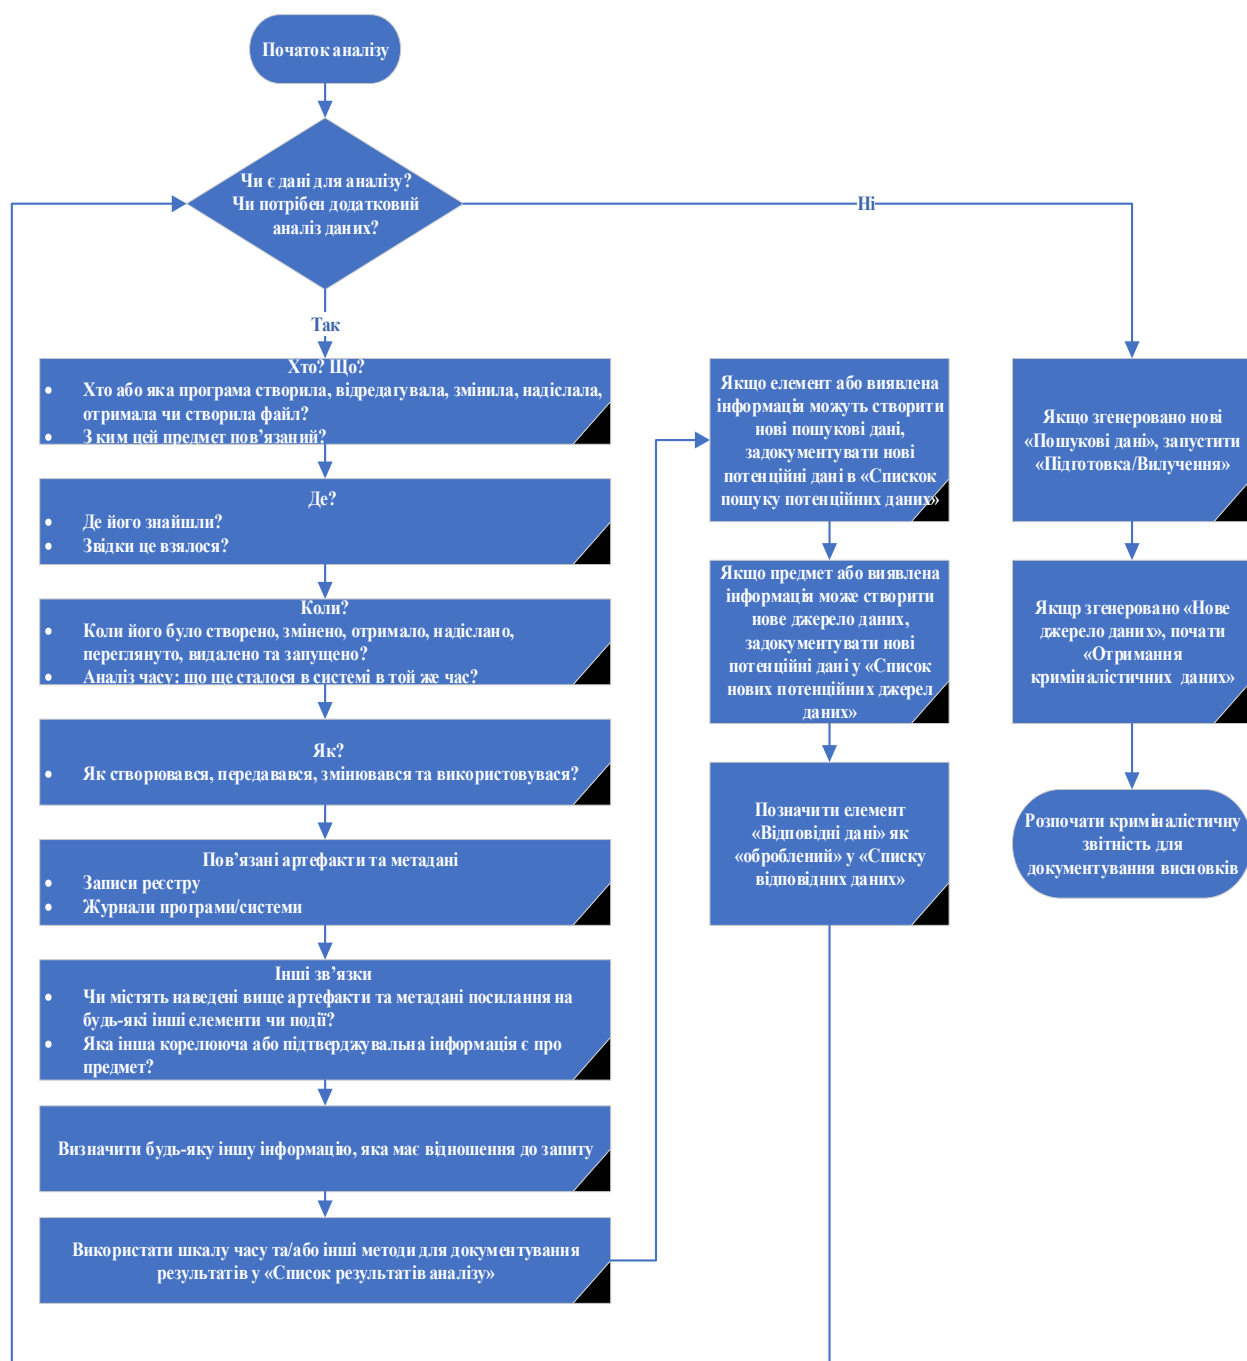 Початок аналізу
Чи є дані для аналізу?
Чи потрібен додатковий
аналіз даних?
Ні
Так
Хто? Що?
• Хто або яка програма створила, відредагувала, змінила, надіслала,
отримала чи створила файл?
• З ким цей предмет пов’язаний?
Де?
• Де його знайшли?
• Звідки це взялося?
Коли?
• Коли його було створено, змінено, отримало, надіслано,
переглянуто, видалено та запущено?
• Аналіз часу: що ще сталося в системі в той же час?
Як?
• Як створювався, передавався, змінювався та використовувася?
Пов’язані артефакти та метадані
• Записи реєстру
• Журнали програми/системи
Інші зв’язки
• Чи містять наведені вище артефакти та метадані посилання на
будь-які інші елементи чи події?
• Яка інша корелююча або підтверджувальна інформація є про
предмет?
Визначити будь-яку іншу інформацію, яка має відношення до запиту
Використати шкалу часу та/або інші методи для документування
результатів у «Список результатів аналізу»
Якщо елемент або виявлена
інформація можуть створити
нові пошукові дані,
задокументувати нові
потенційні дані в «Спискок
пошуку потенційних даних»
Якщо предмет або виявлена
інформація може створити
нове джерело даних,
задокументувати нові
потенційні дані у «Список
нових потенційних джерел
даних»
Позначити елемент
«Відповідні дані» як
«оброблений» у «Списку
відповідних даних»
Якщо згенеровано нові
«Пошукові дані», запустити
«Підготовка/Вилучення»
Якщр згенеровано «Нове
джерело даних», почати
«Отримання
криміналістичних даних»
Розпочати криміналістичну
звітність для
документування висновків